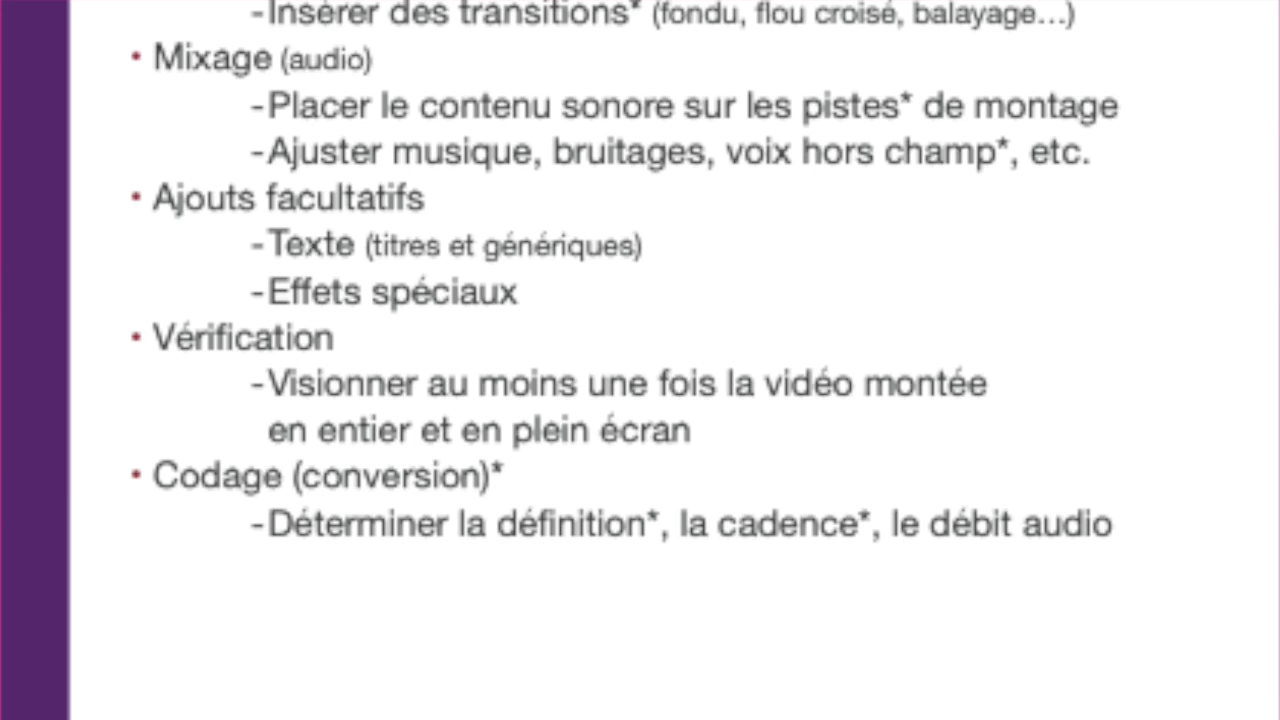 -Insérer des transitions* (fondu, flou croisé, balayage...)
• Mixage (audio)
-Placer le contenu sonore sur les pistes* de montage
-Ajuster musique, bruitages, voix hors champ*, etc.
• Ajouts facultatifs
-Texte (titres et génériques)
-Effets spéciaux
• Vérification
-Visionner au moins une fois la vidéo montée
en entier et en plein écran
• Codage (conversion)*
-Déterminer la définition*, la cadence*, le débit audio